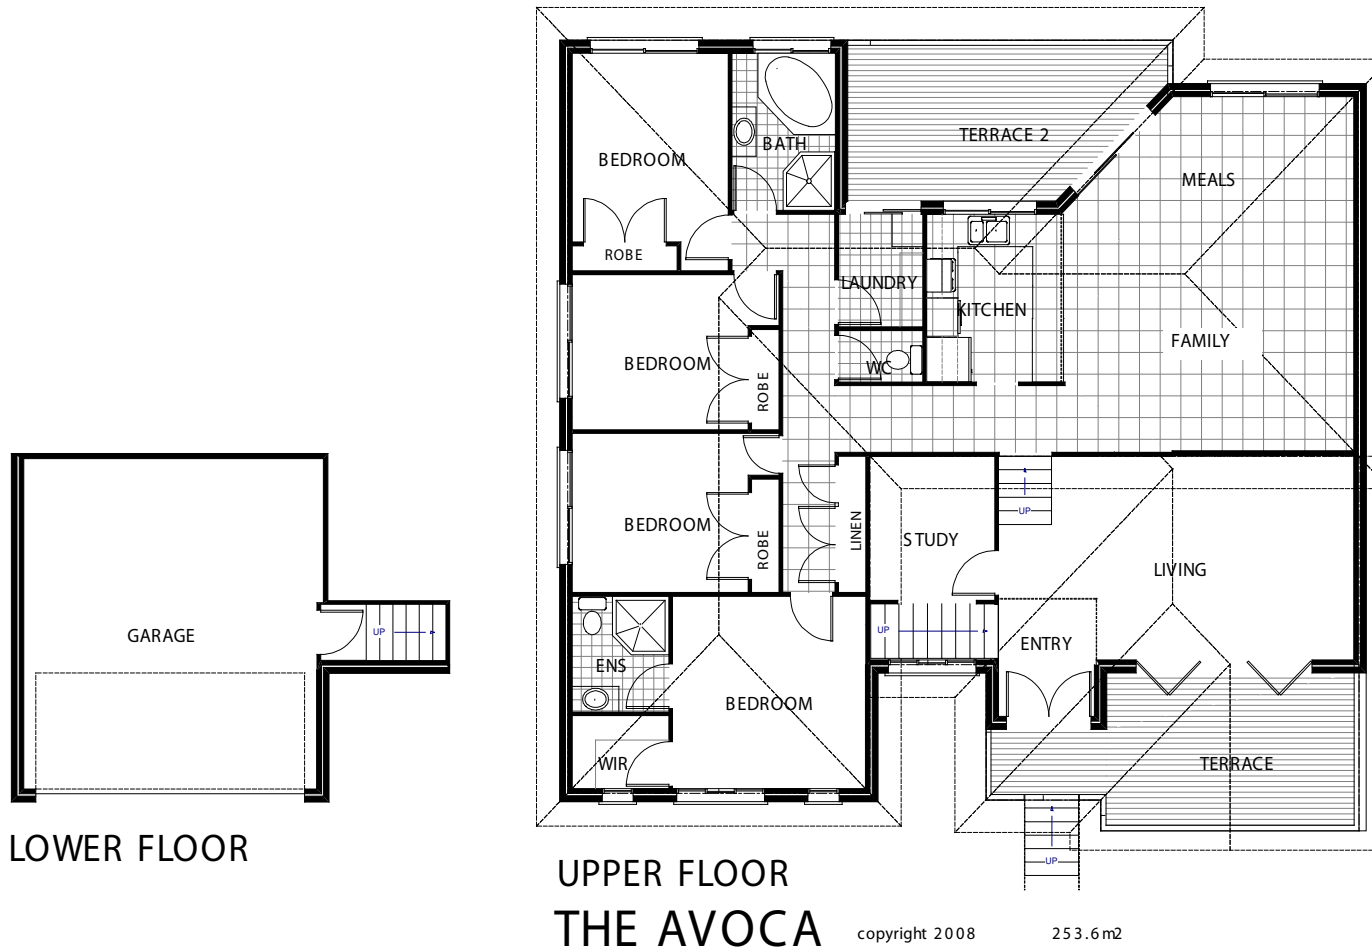 TERRACE 2
BATH
BEDROOM
MEALS
ROBE
LAUNDRY
KITCHEN
FAMILY
BEDROOM
WC
ROBE
BEDROOM
ROBE
LINEN
STUDY
UP
LIVING
GARAGE
UP
UP
ENTRY
ENS
BEDROOM
WIR
TERRACE
UP
LOWER FLOOR
UPPER FLOOR
THE AVOCA
copyright 2008
253.6m2